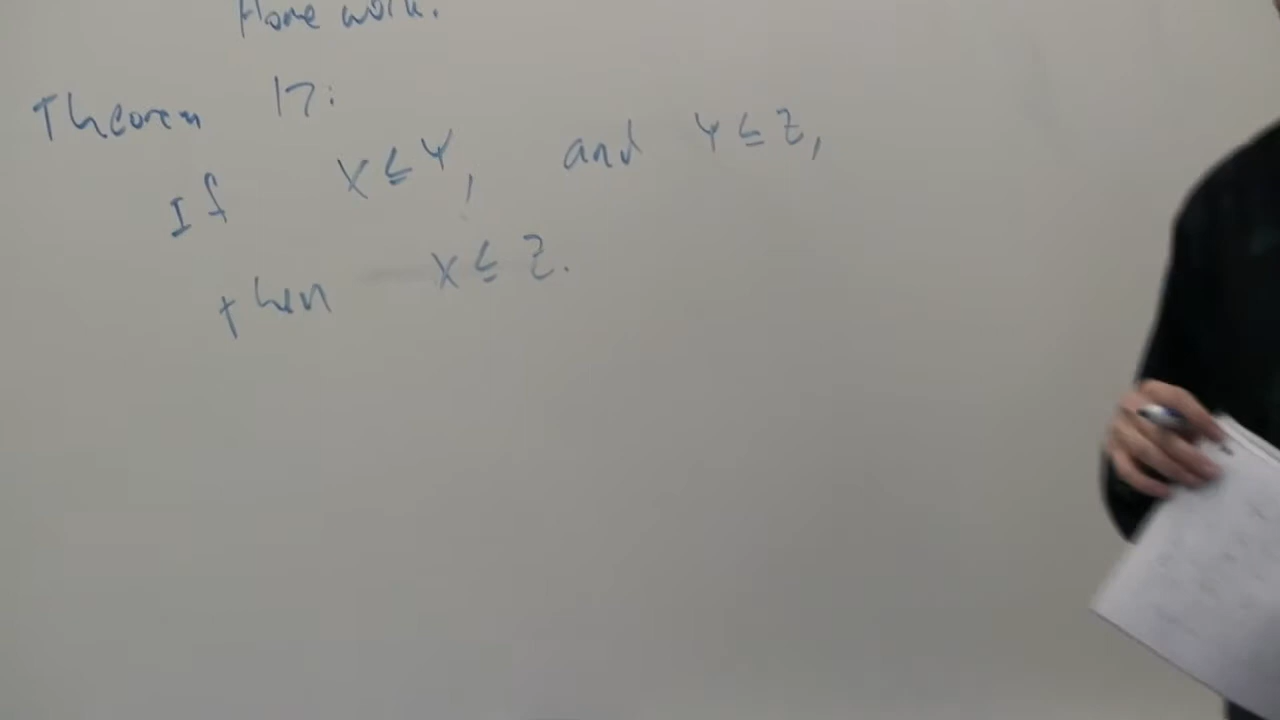 Home work.
Theorem 17:
If X ≤ Y, and Y ≤ Z,
then X ≤ Z.